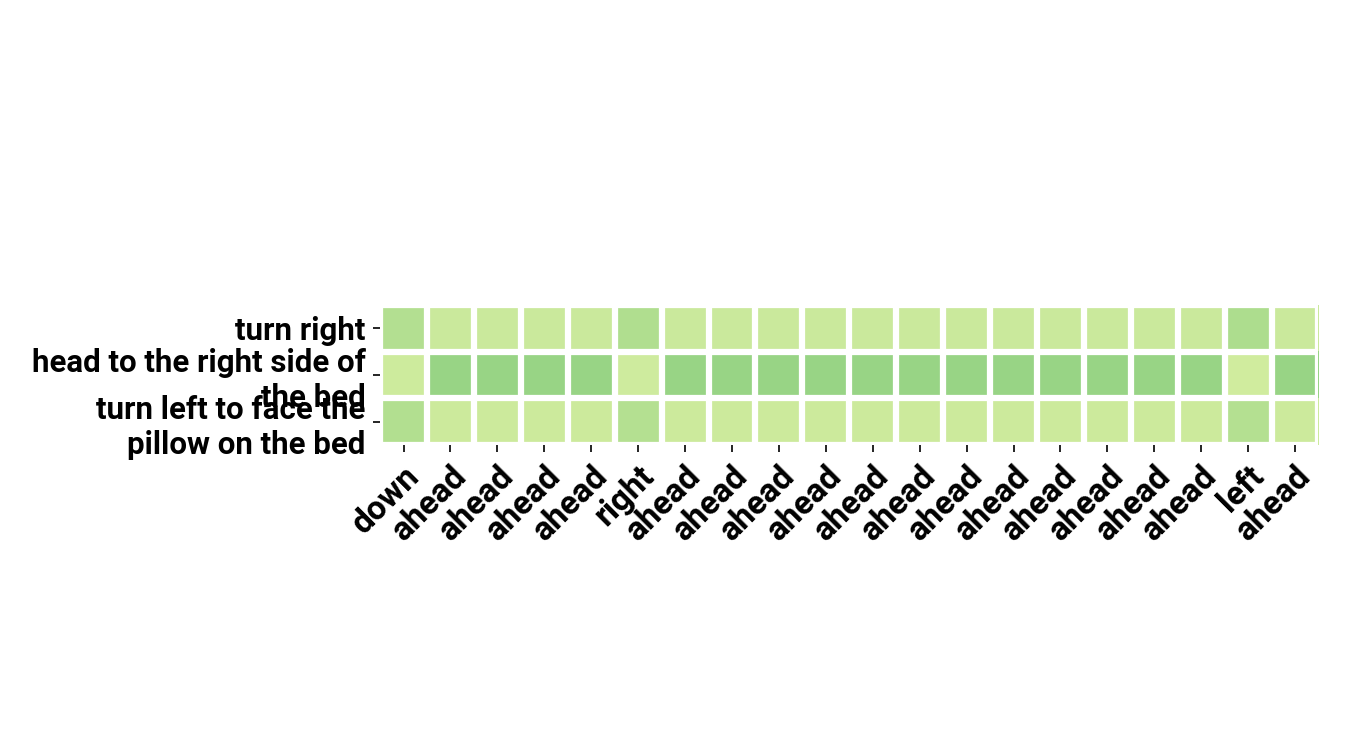 turn right
head to the right side of
the bed
turn left to face the
pillow on the bed
down
ahead
ahead
ahead
ahead
right
ahead
ahead
ahead
ahead
ahead
ahead
ahead
ahead
ahead
ahead
ahead
ahead
left
ahead